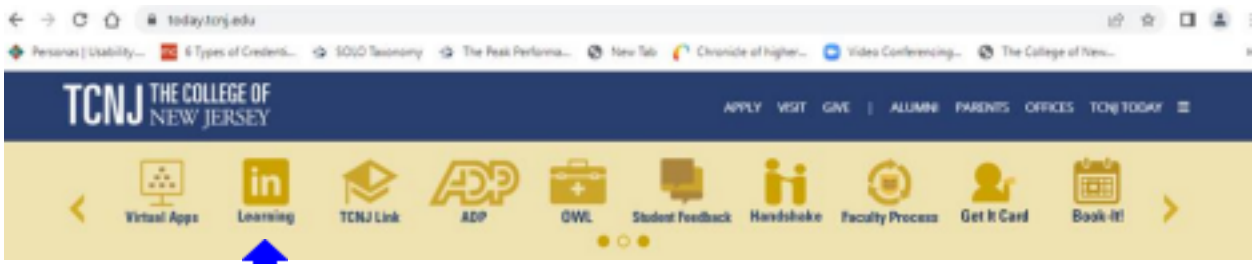 today.tcnj.edu
Personas | Usability... 6 Types of Credenti... SOLO Taxonomy The Peak Performa... New Tab Chronicle of higher... Video Conferencing... The College of New...
TCNJ THE COLLEGE OF NEW JERSEY
APPLY VISIT GIVE | ALUMNI PARENTS OFFICES TCNJ TODAY
in ADP
Virtual Apps Learning TCNJ Link ADP OWL Student Feedback Handshake Faculty Process Get It Card Book-It!